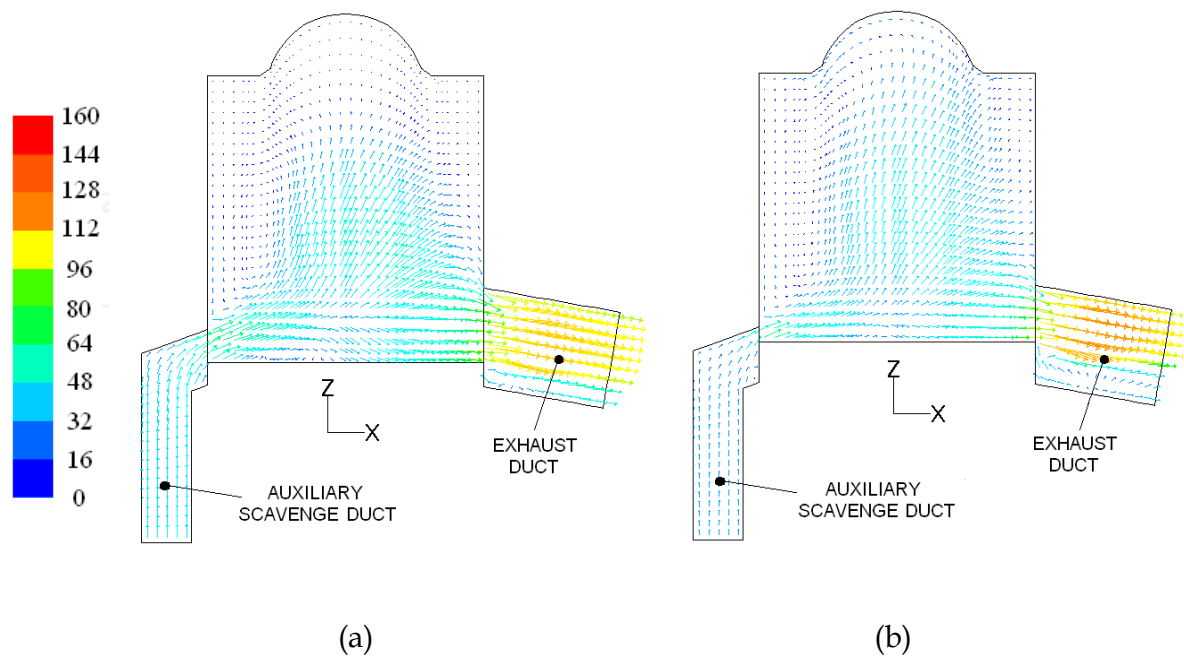 160
144
128
112
96
80
64
48
32
16
0
Z
X
EXHAUST
DUCT
AUXILIARY
SCAVENGE DUCT
(a)
Z
X
EXHAUST
DUCT
AUXILIARY
SCAVENGE DUCT
(b)